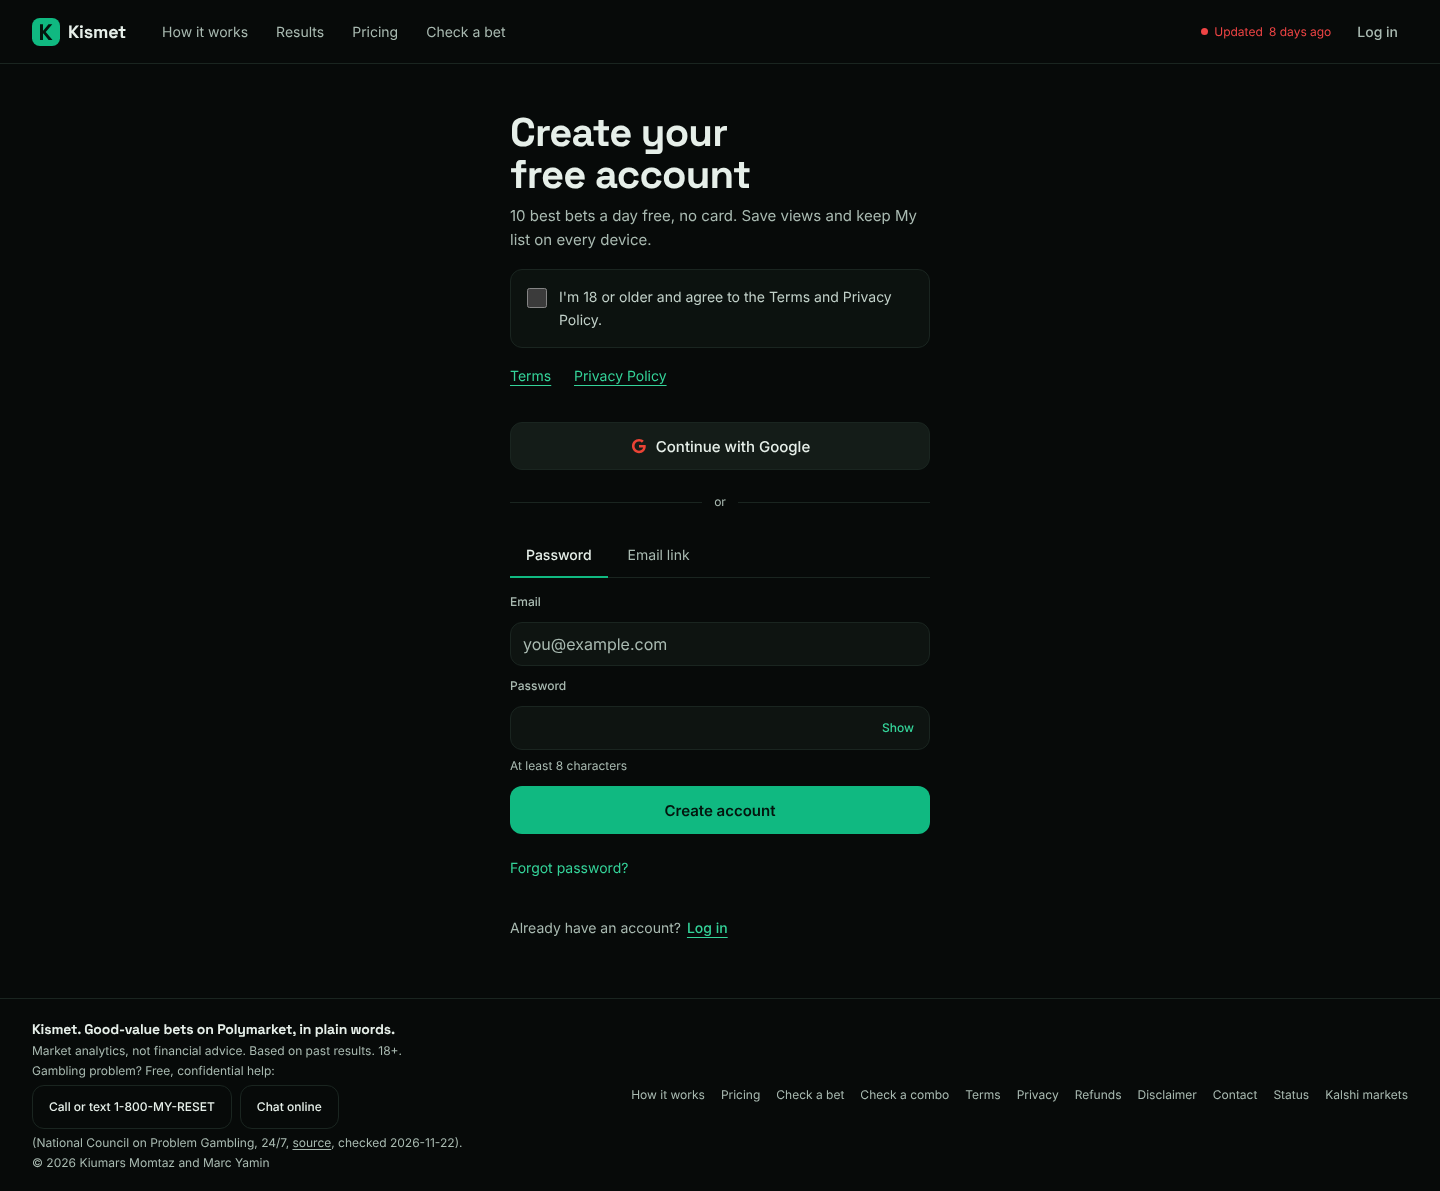 K Kismet How it works Results Pricing Check a bet Updated 8 days ago Log in
Create your
free account
10 best bets a day free, no card. Save views and keep My
list on every device.
I'm 18 or older and agree to the Terms and Privacy
Policy.
Terms Privacy Policy
G Continue with Google
or
Password Email link
Email
you@example.com
Password
Show
At least 8 characters
Create account
Forgot password?
Already have an account? Log in
Kismet. Good-value bets on Polymarket, in plain words.
Market analytics, not financial advice. Based on past results. 18+.
Gambling problem? Free, confidential help:
Call or text 1-800-MY-RESET Chat online
(National Council on Problem Gambling, 24/7, source, checked 2026-11-22).
© 2026 Kiumars Momtaz and Marc Yamin
How it works Pricing Check a bet Check a combo Terms Privacy Refunds Disclaimer Contact Status Kalshi markets